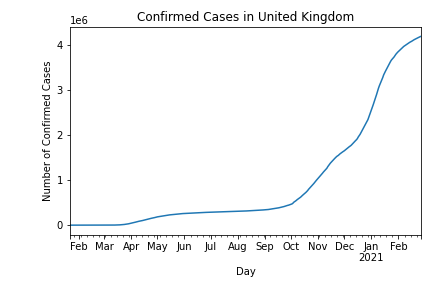 Confirmed Cases in United Kingdom
1e6
4
3
2
1
0
Number of Confirmed Cases
Feb Mar Apr May Jun Jul Aug Sep Oct Nov Dec Jan Feb
2021
Day